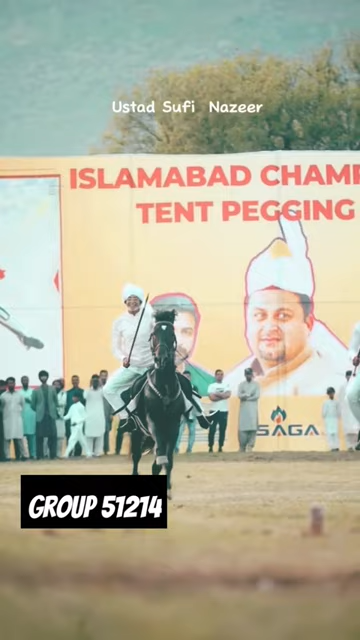 Ustad Sufi Nazeer
ISLAMABAD CHAMP
TENT PEGGING
SAGA
GROUP 51214